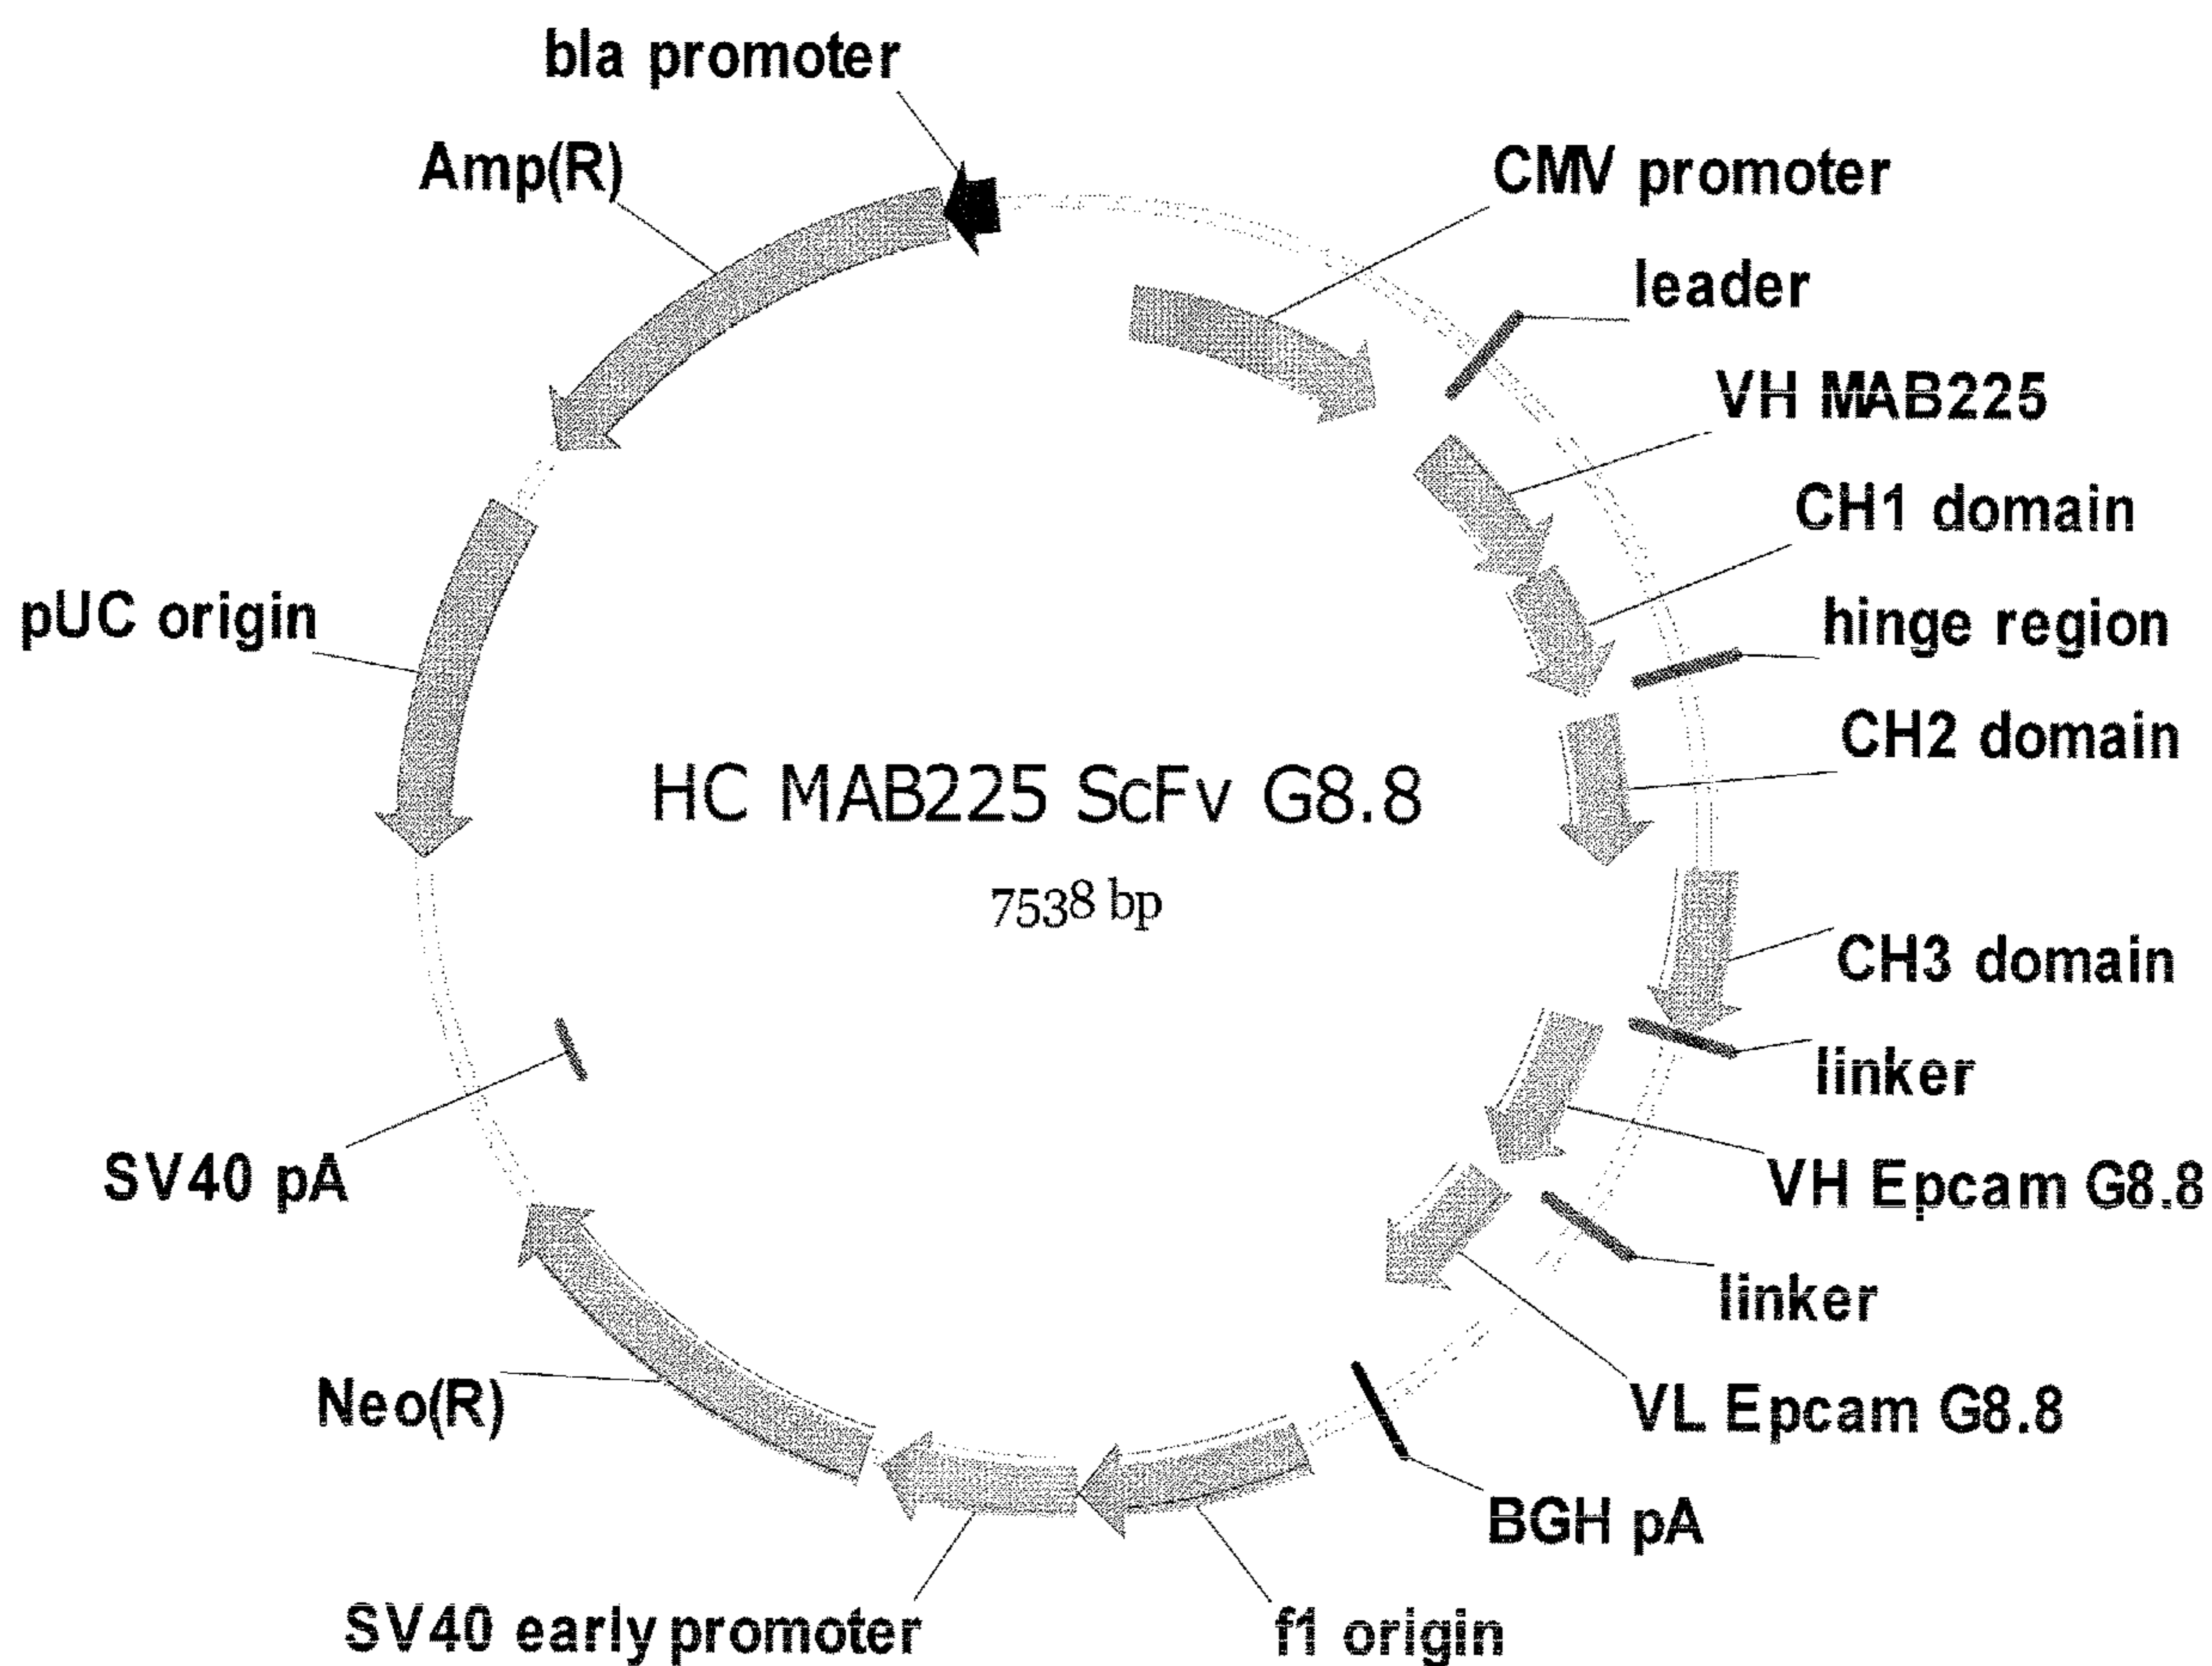 bla promoter
Amp(R)
CMV promoter
leader
VH MAB225
CH1 domain
hinge region
pUC origin
CH2 domain
HC MAB225 ScFv G8.8
7538 bp
CH3 domain
linker
SV40 pA
VH Epcam G8.8
linker
Neo(R)
VL Epcam G8.8
BGH pA
SV40 early promoter
f1 origin